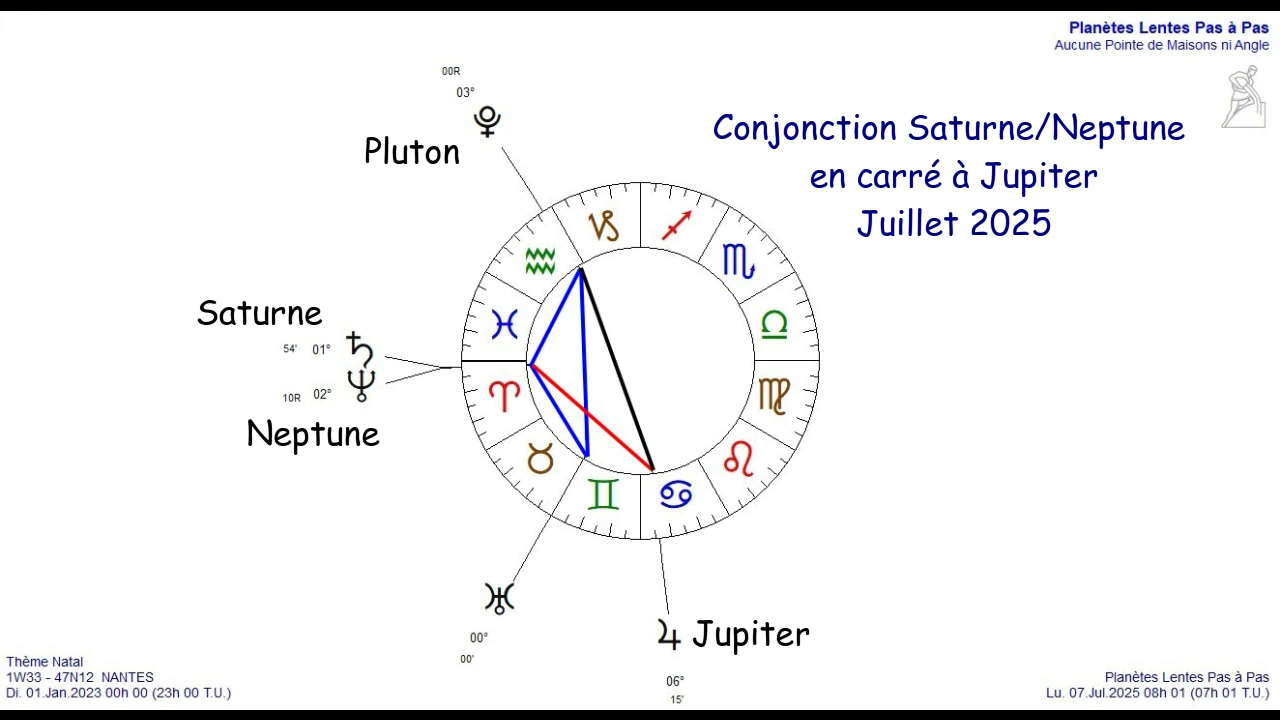 Planètes Lentes Pas à Pas
Aucune Pointe de Maisons ni Angle
00R
03°
Pluton
Conjonction Saturne/Neptune
en carré à Jupiter
Juillet 2025
Saturne
54' 01°
10R 02°
Neptune
00°
00'
Jupiter
06°
15'
Thème Natal
1W33 - 47N12 NANTES
Di. 01.Jan.2023 00h 00 (23h 00 T.U.)
Planètes Lentes Pas à Pas
Lu. 07.Jul.2025 08h 01 (07h 01 T.U.)